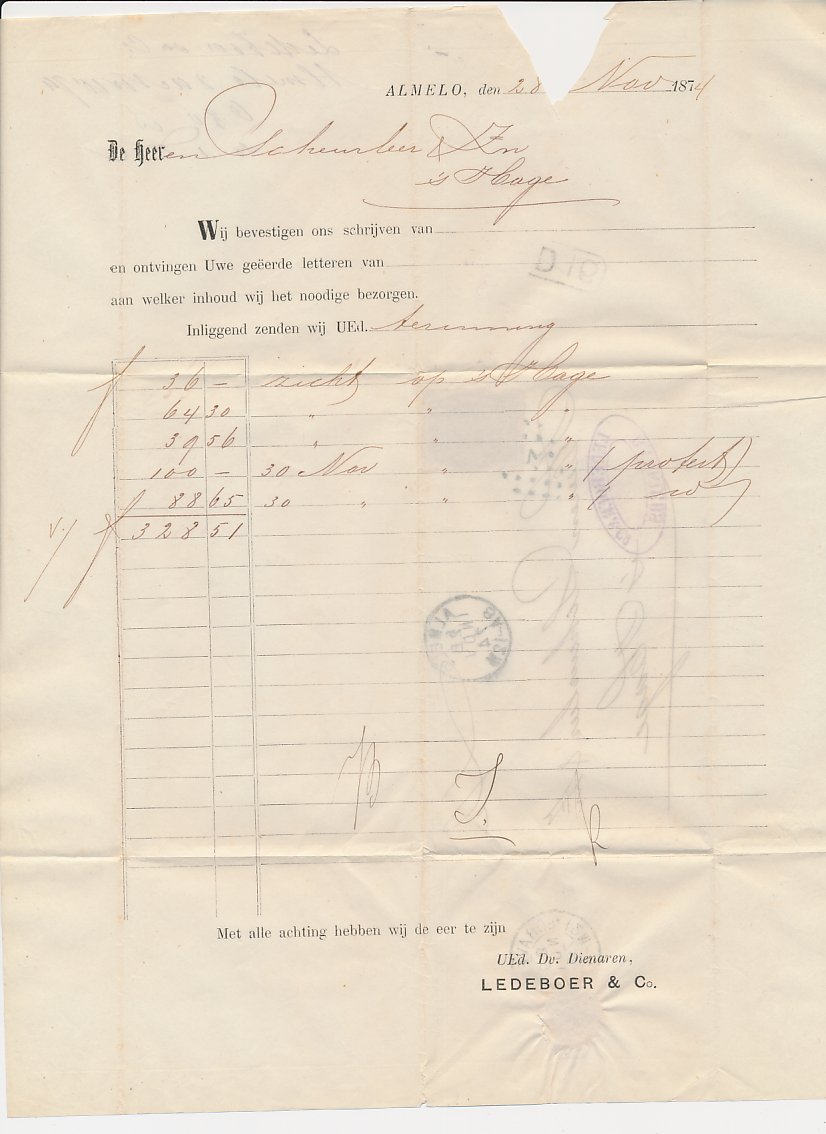 ALMELO, den 28 Nov 1874
De Heeren Scheurleer & Zn
's Hage
Wij bevestigen ons schrijven van
en ontvingen Uwe geëerde letteren van
aan welker inhoud wij het noodige bezorgen.
Inliggend zenden wij UEd.
f 36 – zicht op 's Hage
64 30 " " "
39 56 " " "
100 – 30 Nov " " / protest
f 88 65 30 " " " /
f 328 51
Met alle achting hebben wij de eer te zijn
UEd. Dv. Dienaren,
LEDEBOER & Co.